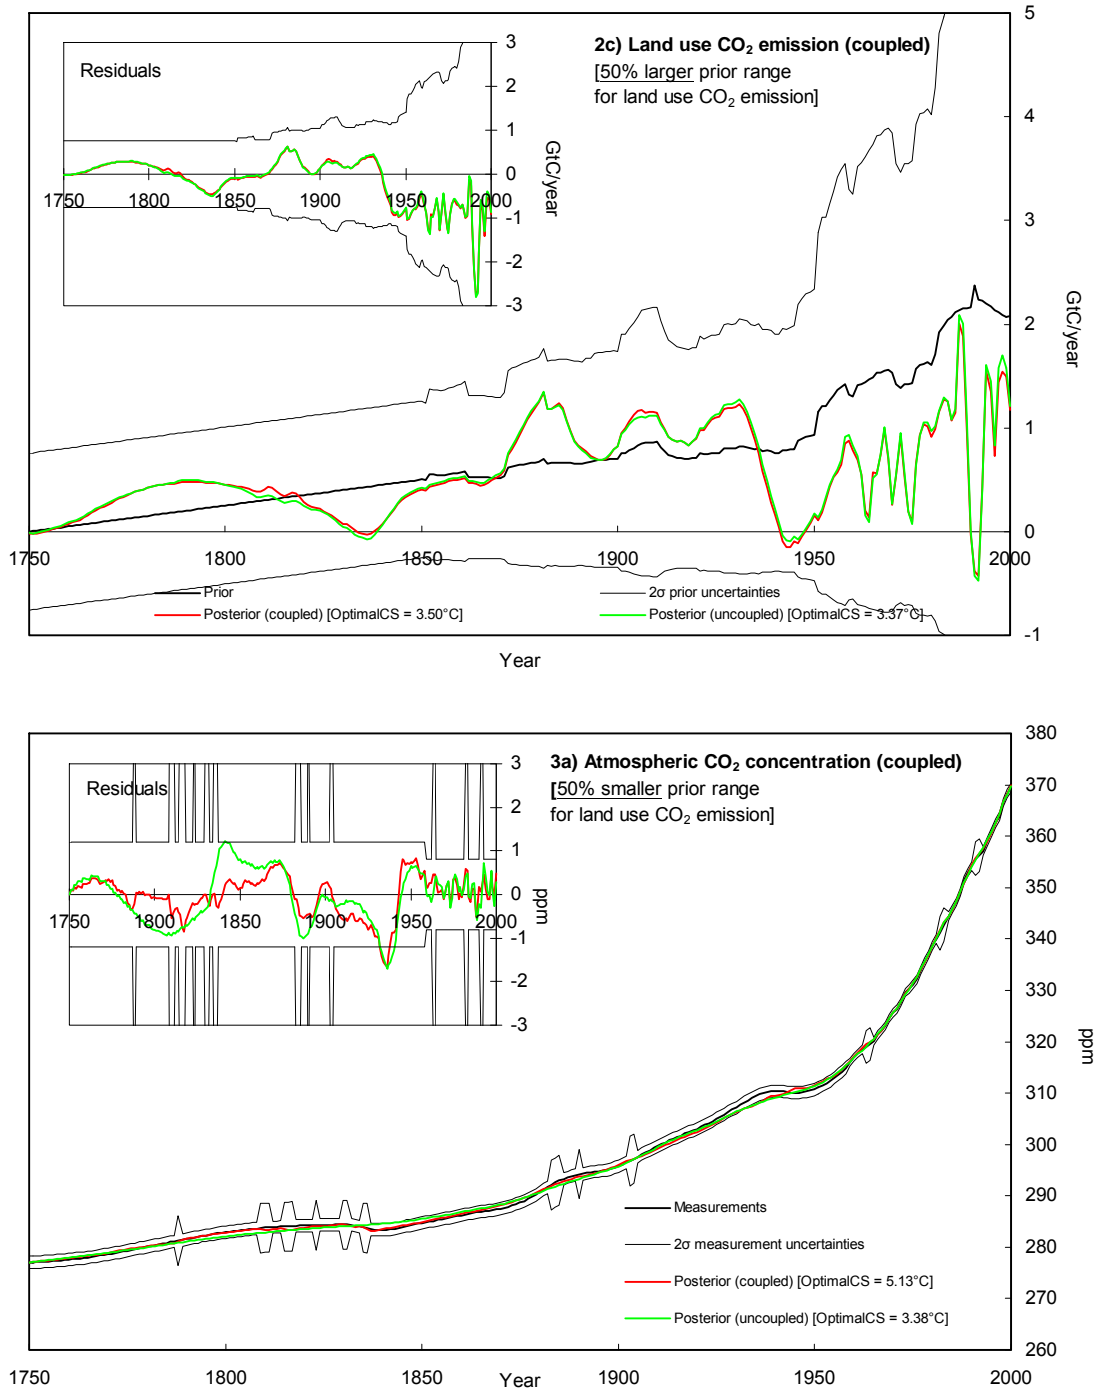 2c) Land use CO₂ emission (coupled)
[50% larger prior range
for land use CO₂ emission]
Residuals
3
2
1
0
-1
-2
-3
GtC/year
1750 1800 1850 1900 1950 2000
5
4
3
2
1
0
-1
GtC/year
1750 1800 1850 1900 1950 2000
Prior
2σ prior uncertainties
Posterior (coupled) [OptimalCS = 3.50°C]
Posterior (uncoupled) [OptimalCS = 3.37°C]
Year
3a) Atmospheric CO₂ concentration (coupled)
[50% smaller prior range
for land use CO₂ emission]
Residuals
3
2
1
0
-1
-2
-3
ppm
1750 1800 1850 1900 1950 2000
380
370
360
350
340
330
320
310
300
290
280
270
260
ppm
Measurements
2σ measurement uncertainties
Posterior (coupled) [OptimalCS = 5.13°C]
Posterior (uncoupled) [OptimalCS = 3.38°C]
1750 1800 1850 1900 1950 2000
Year